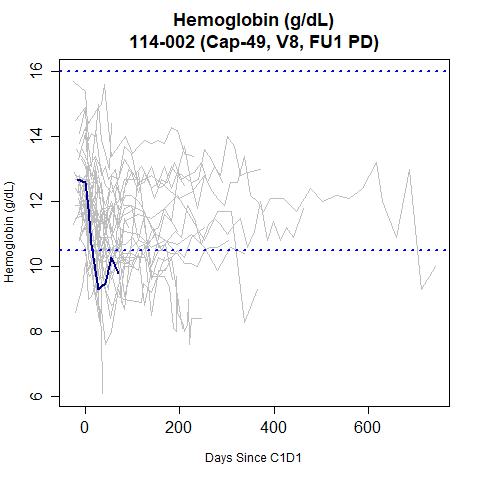 Hemoglobin (g/dL)
114-002 (Cap-49, V8, FU1 PD)
Hemoglobin (g/dL)
16
14
12
10
8
6
0 200 400 600
Days Since C1D1